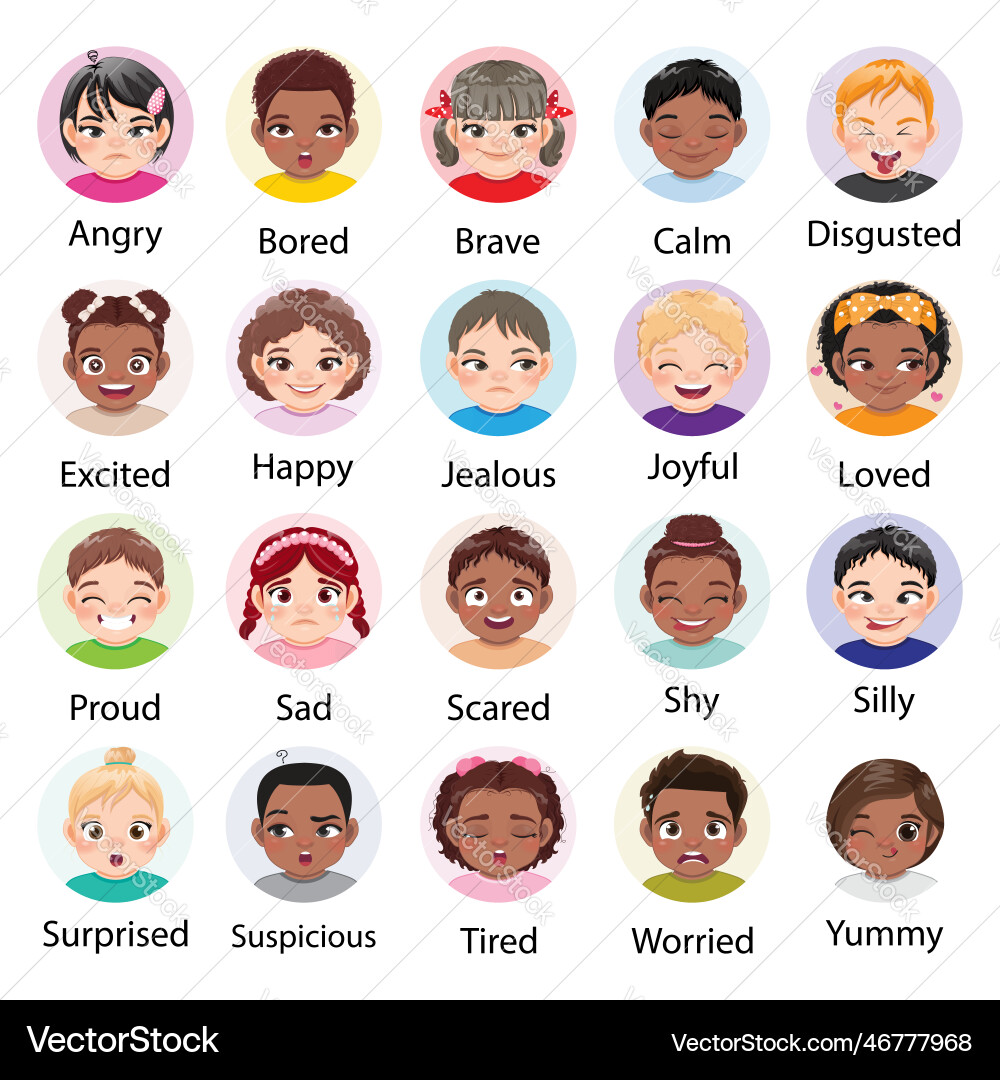 Angry
Bored
Brave
Calm
Disgusted
Excited
Happy
Jealous
Joyful
Loved
Proud
Sad
Scared
Shy
Silly
Surprised
Suspicious
Tired
Worried
Yummy
VectorStock
VectorStock.com/46777968